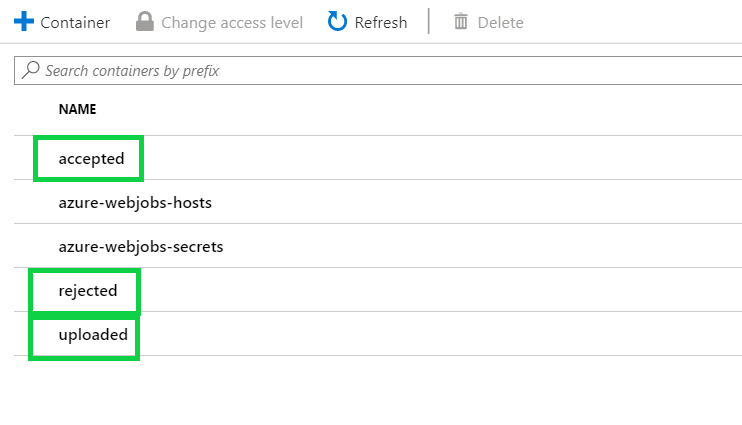 Container Change access level Refresh Delete
Search containers by prefix
NAME
accepted
azure-webjobs-hosts
azure-webjobs-secrets
rejected
uploaded